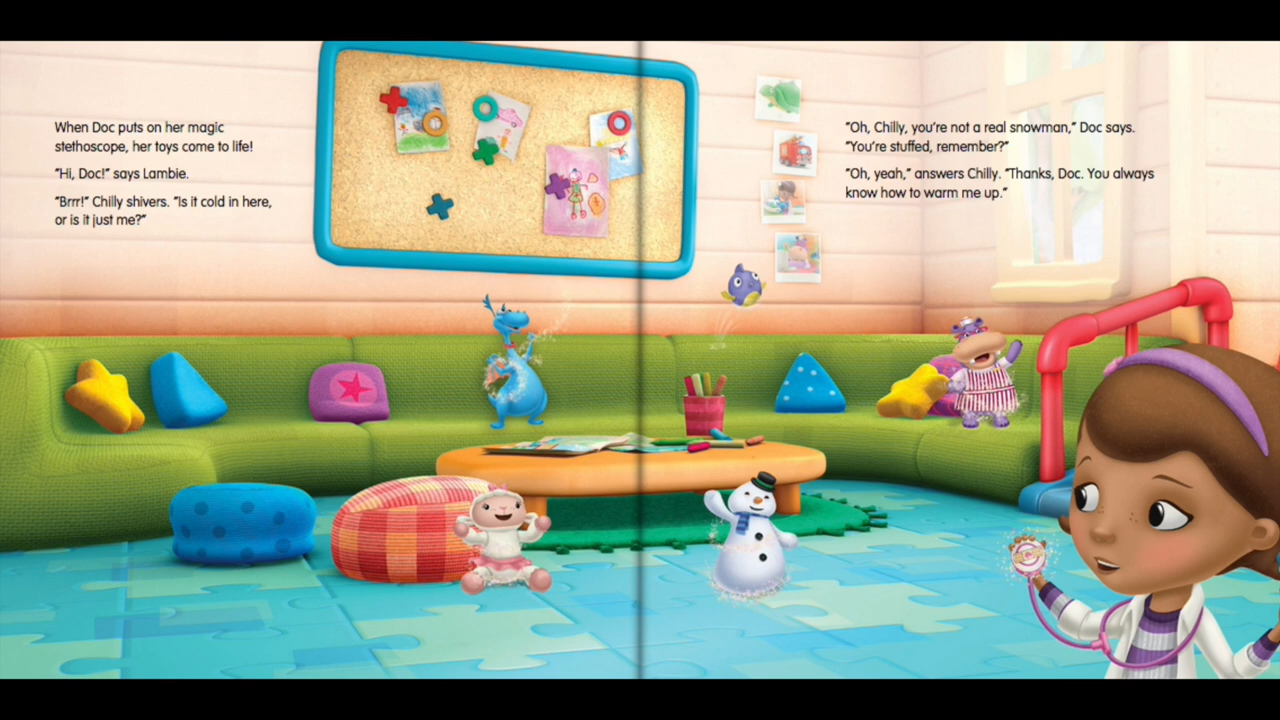 When Doc puts on her magic
stethoscope, her toys come to life!
“Hi, Doc!” says Lambie.
“Brrr!” Chilly shivers. “Is it cold in here,
or is it just me?”
“Oh, Chilly, you’re not a real snowman,” Doc says.
“You’re stuffed, remember?”
“Oh, yeah,” answers Chilly. “Thanks, Doc. You always
know how to warm me up.”